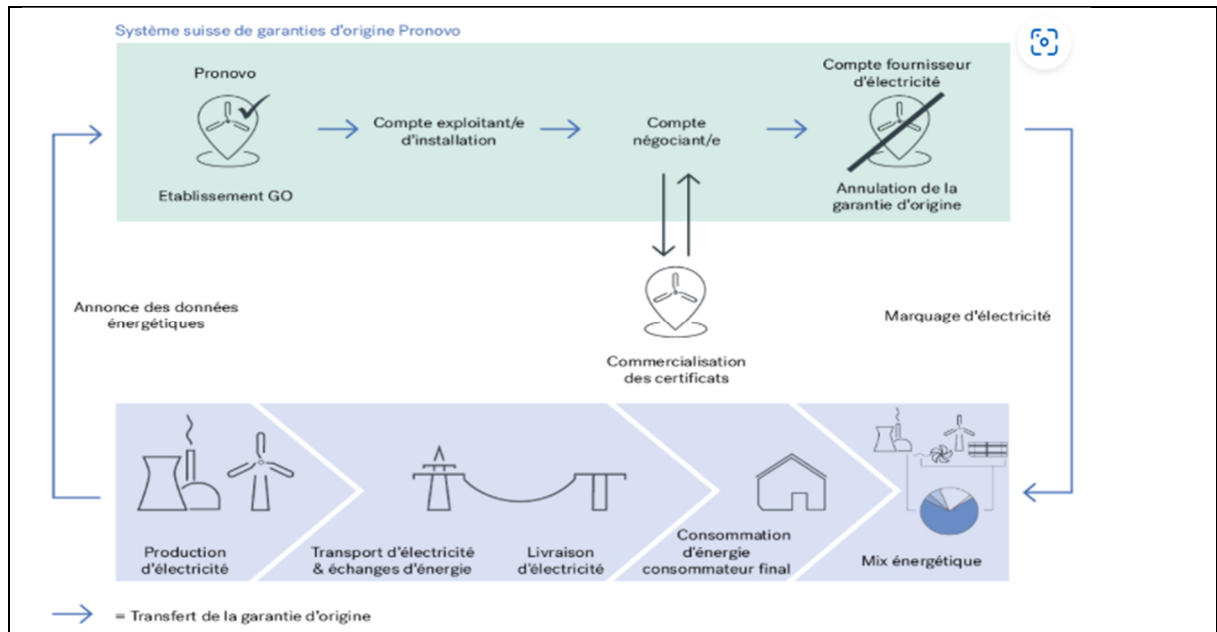 Système suisse de garanties d'origine Pronovo
Pronovo
Etablissement GO
Compte exploitant/e
d'installation
Compte
négociant/e
Compte fournisseur
d'électricité
Annulation de la
garantie d'origine
Annonce des données
énergétiques
Commercialisation
des certificats
Marquage d'électricité
Production
d'électricité
Transport d'électricité
& échanges d'énergie
Livraison
d'électricité
Consommation
d'énergie
consommateur final
Mix énergétique
= Transfert de la garantie d'origine